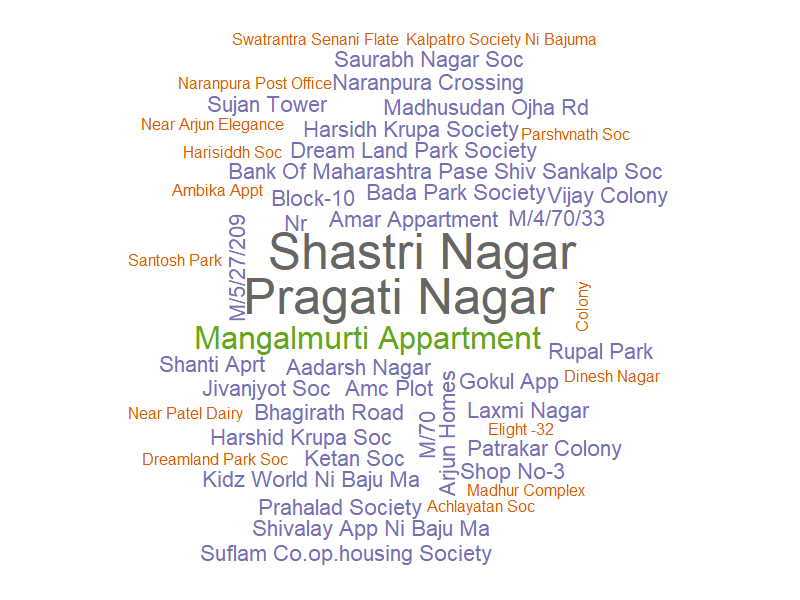 Swatrantra Senani Flate Kalpatro Society Ni Bajuma
Saurabh Nagar Soc
Naranpura Post Office Naranpura Crossing
Sujan Tower Madhusudan Ojha Rd
Near Arjun Elegance Harsidh Krupa Society Parshvnath Soc
Harisiddh Soc Dream Land Park Society
Bank Of Maharashtra Pase Shiv Sankalp Soc
Ambika Appt Block-10 Bada Park Society Vijay Colony
Nr Amar Appartment M/4/70/33
M/5/27/209
Santosh Park Shastri Nagar
Pragati Nagar Colony
Mangalmurti Appartment
Shanti Aprt Aadarsh Nagar Rupal Park
Jivanjyot Soc Amc Plot Gokul App Dinesh Nagar
Near Patel Dairy Bhagirath Road M/70 Arjun Homes Laxmi Nagar
Elight -32
Harshid Krupa Soc Patrakar Colony
Dreamland Park Soc Ketan Soc Shop No-3
Kidz World Ni Baju Ma Madhur Complex
Prahalad Society Achlayatan Soc
Shivalay App Ni Baju Ma
Suflam Co.op.housing Society